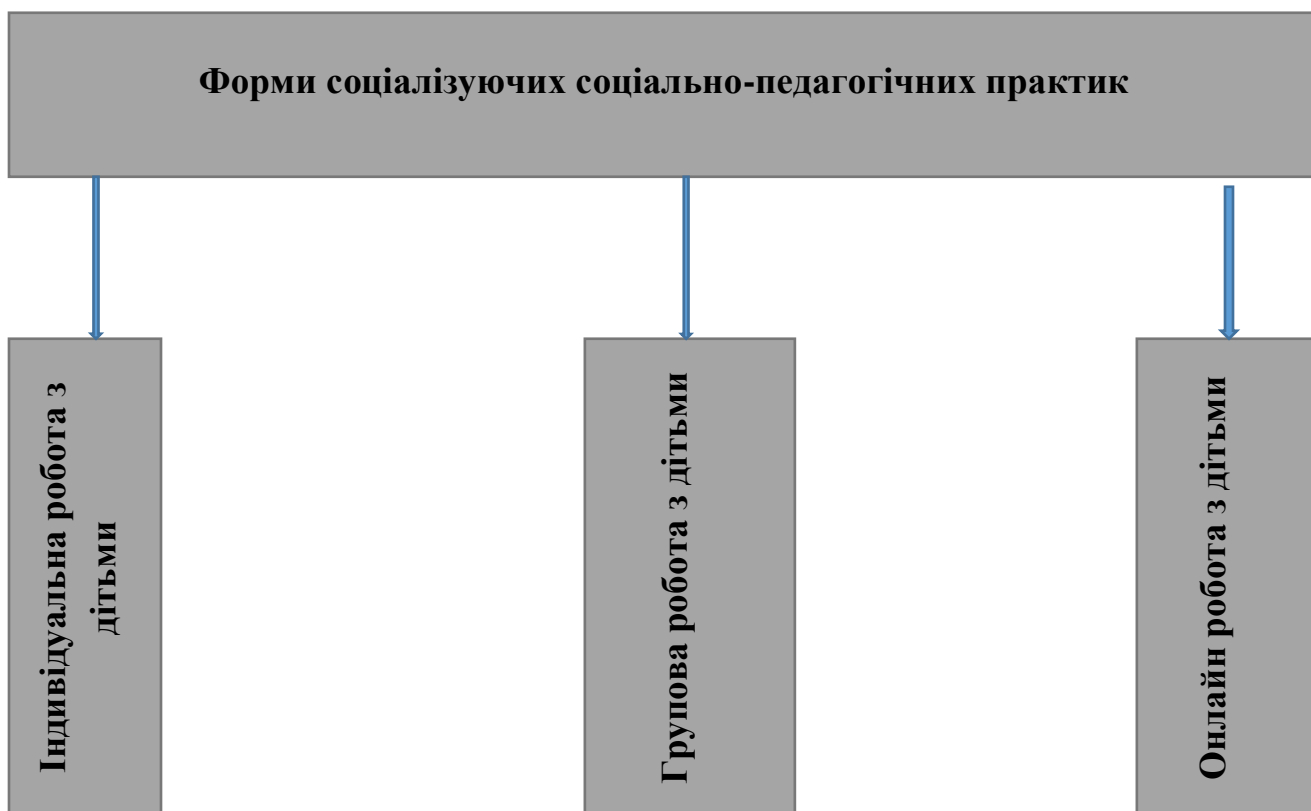 Форми соціалізуючих соціально-педагогічних практик
Індивідуальна робота з
дітьми
Групова робота з дітьми
Онлайн робота з дітьми